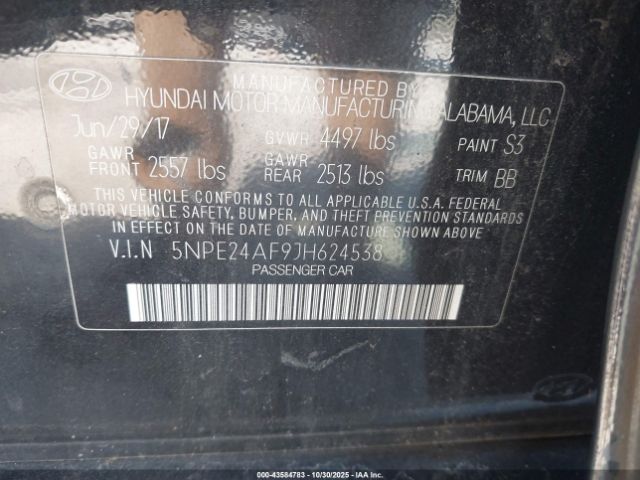 MANUFACTURED BY
HYUNDAI MOTOR MANUFACTURING ALABAMA, LLC
Jun/29/17 GVWR 4497 lbs PAINT S3
GAWR FRONT 2557 lbs GAWR REAR 2513 lbs TRIM BB
THIS VEHICLE CONFORMS TO ALL APPLICABLE U.S.A. FEDERAL
MOTOR VEHICLE SAFETY, BUMPER, AND THEFT PREVENTION STANDARDS
IN EFFECT ON THE DATE OF MANUFACTURE SHOWN ABOVE
V.I.N 5NPE24AF9JH624538
PASSENGER CAR
000-43584783 - 10/30/2025 - IAAI.COM